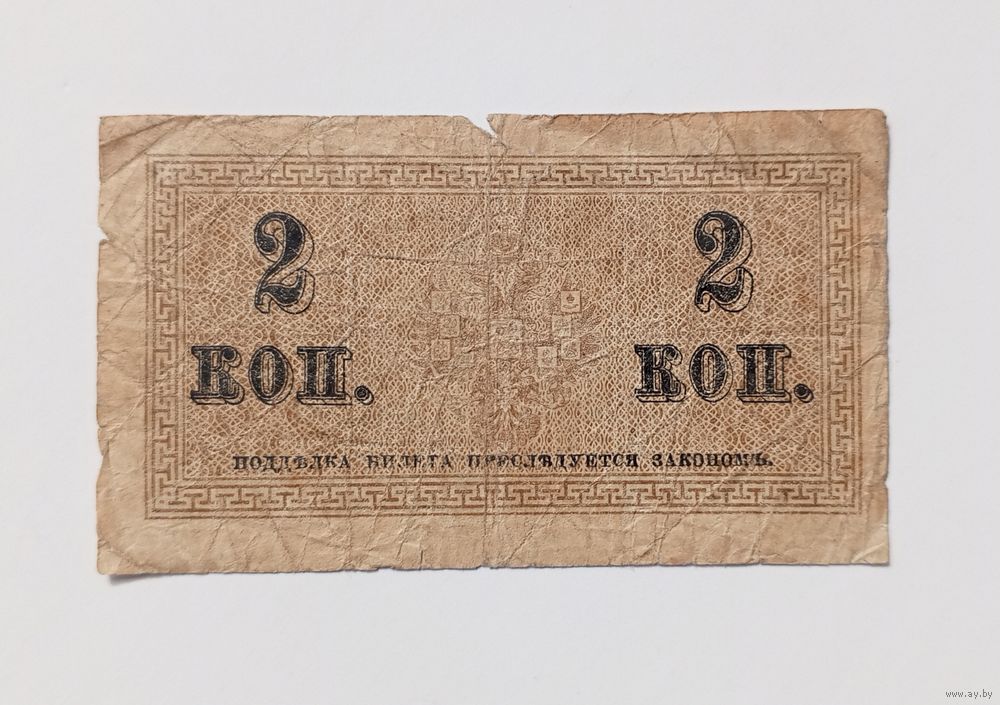 2 2
КОП. КОП.
ПОДДѢЛКА БИЛЕТА ПРЕСЛѢДУЕТСЯ ЗАКОНОМЪ.
www.ay.by